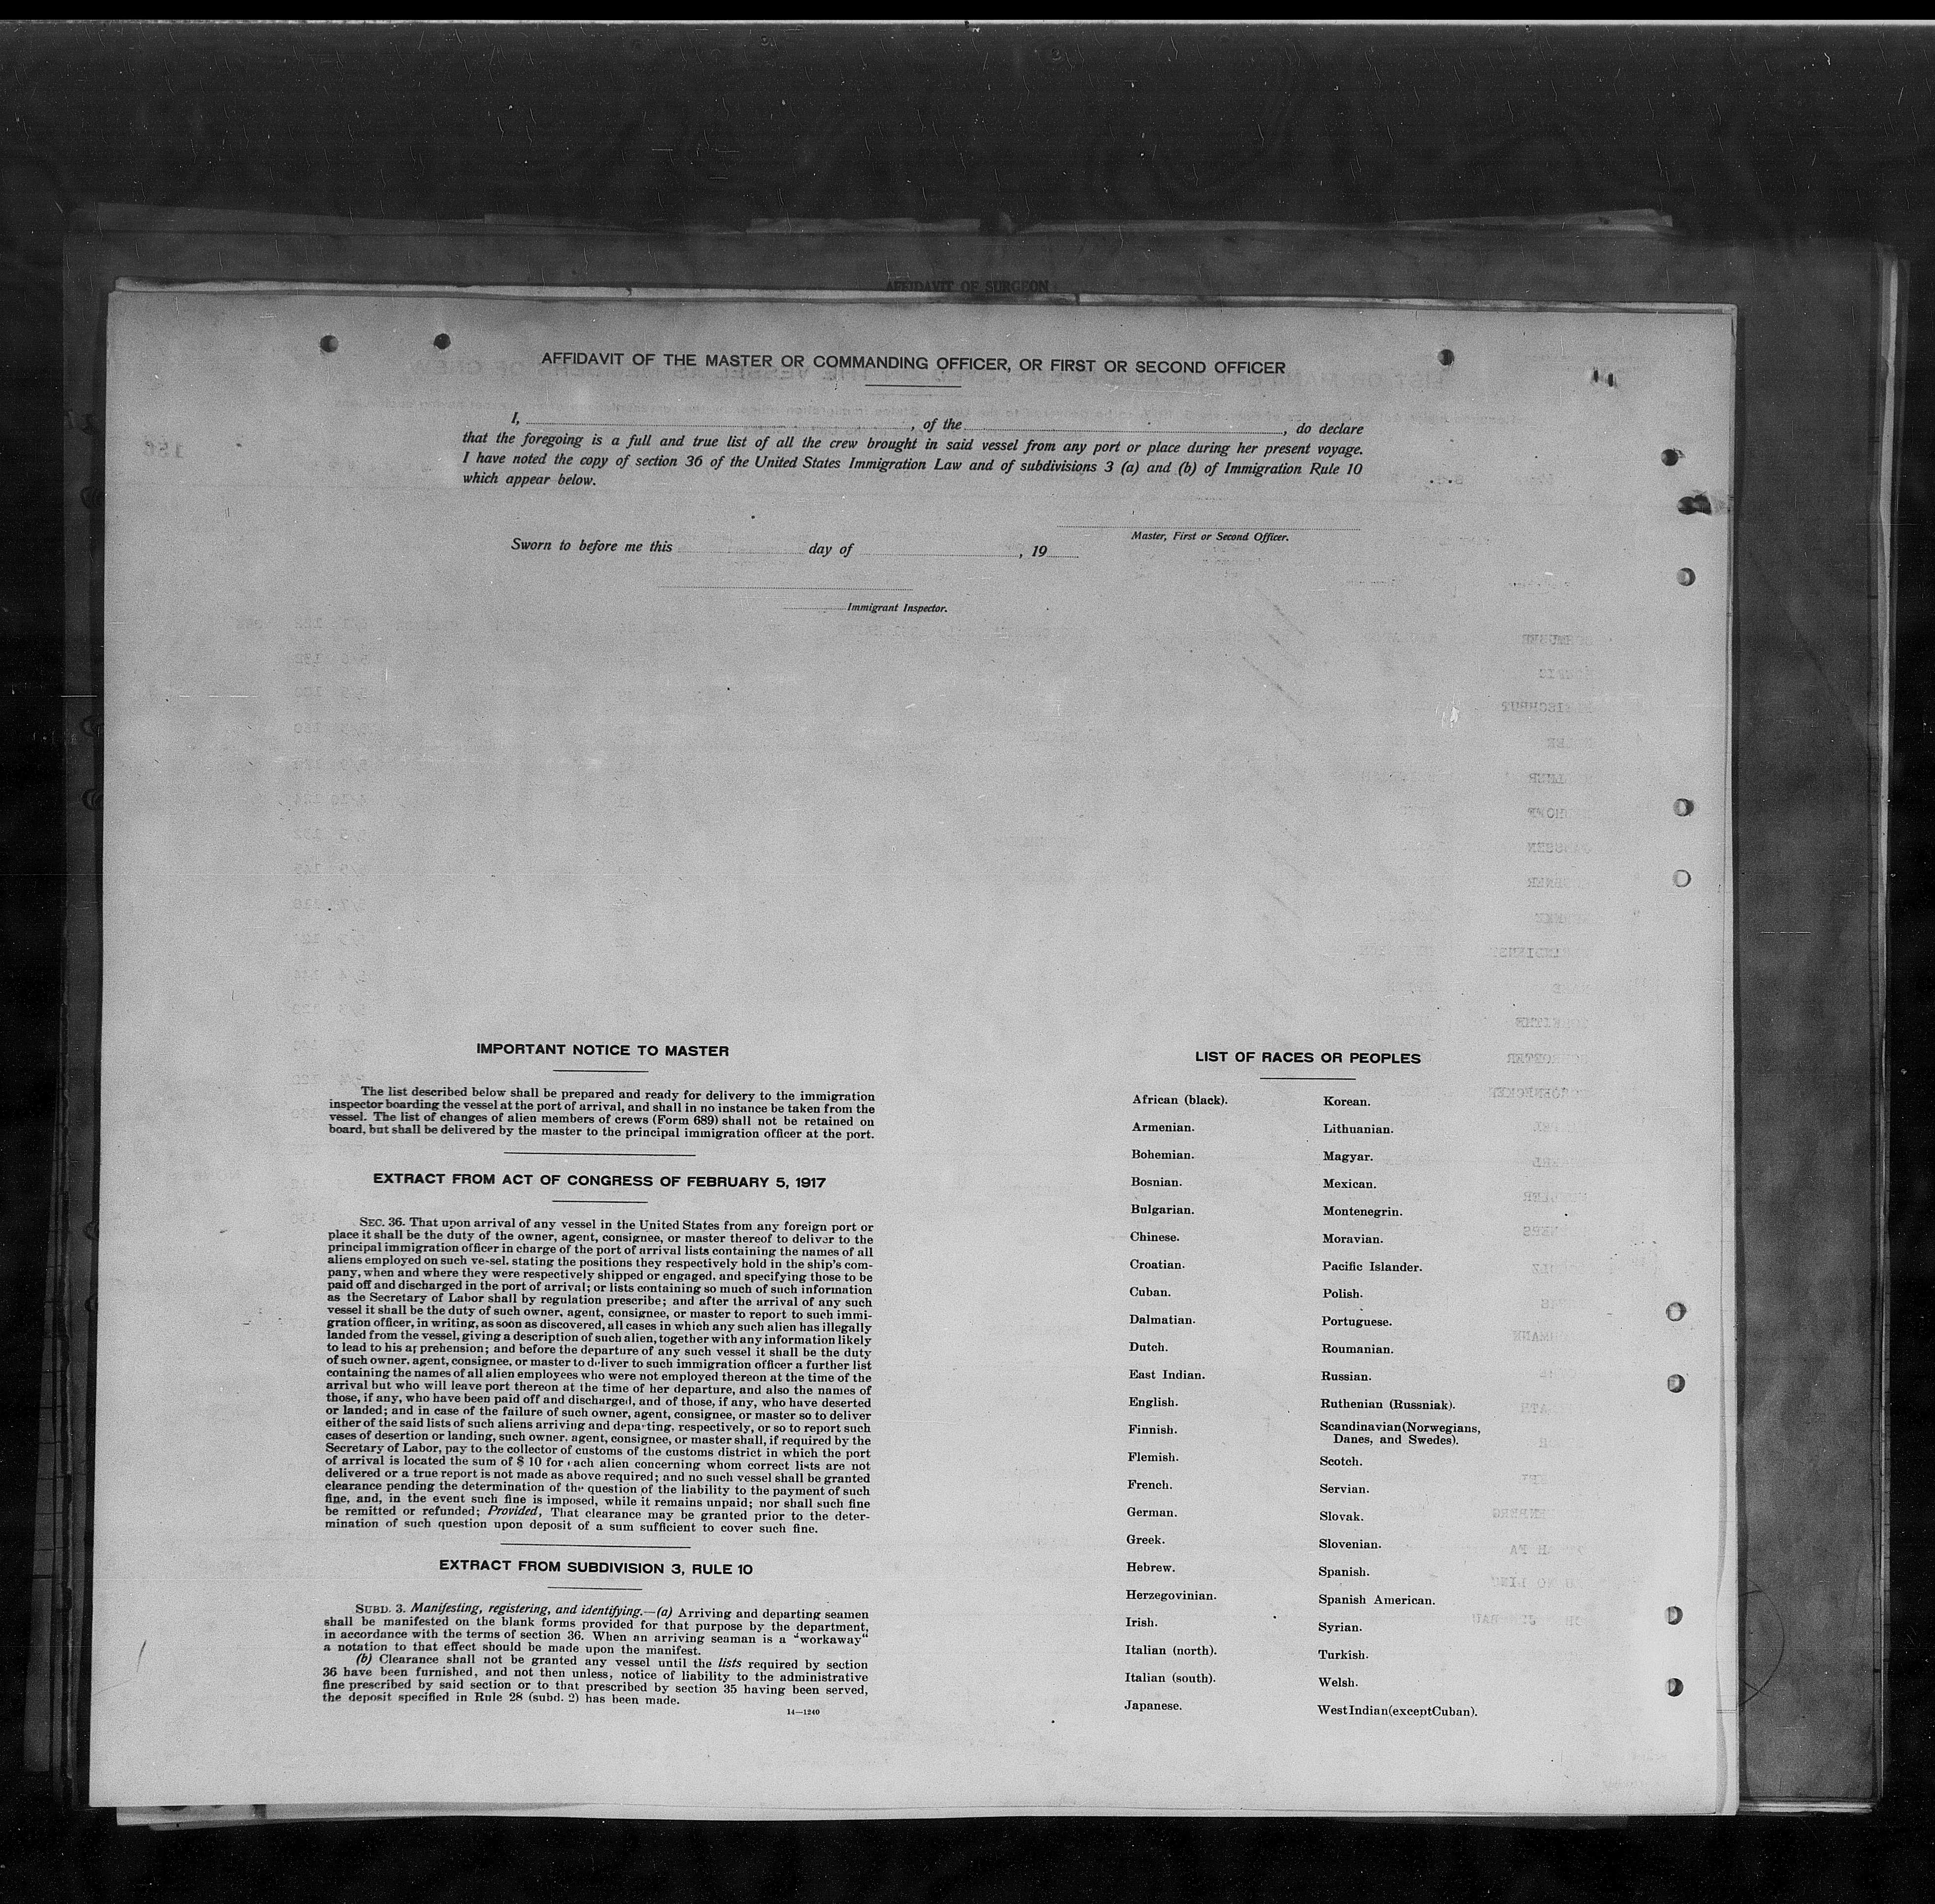 AFFIDAVIT OF SURGEON
AFFIDAVIT OF THE MASTER OR COMMANDING OFFICER, OR FIRST OR SECOND OFFICER
I, , of the , do declare
that the foregoing is a full and true list of all the crew brought in said vessel from any port or place during her present voyage.
I have noted the copy of section 36 of the United States Immigration Law and of subdivisions 3 (a) and (b) of Immigration Rule 10
which appear below.
Master, First or Second Officer.
Sworn to before me this day of , 19
Immigrant Inspector.
IMPORTANT NOTICE TO MASTER
The list described below shall be prepared and ready for delivery to the immigration
inspector boarding the vessel at the port of arrival, and shall in no instance be taken from the
vessel. The list of changes of alien members of crews (Form 689) shall not be retained on
board, but shall be delivered by the master to the principal immigration officer at the port.
EXTRACT FROM ACT OF CONGRESS OF FEBRUARY 5, 1917
SEC. 36. That upon arrival of any vessel in the United States from any foreign port or
place it shall be the duty of the owner, agent, consignee, or master thereof to deliver to the
principal immigration officer in charge of the port of arrival lists containing the names of all
aliens employed on such vessel, stating the positions they respectively hold in the ship's com-
pany, when and where they were respectively shipped or engaged, and specifying those to be
paid off and discharged in the port of arrival; or lists containing so much of such information
as the Secretary of Labor shall by regulation prescribe; and after the arrival of any such
vessel it shall be the duty of such owner, agent, consignee, or master to report to such immi-
gration officer, in writing, as soon as discovered, all cases in which any such alien has illegally
landed from the vessel, giving a description of such alien, together with any information likely
to lead to his apprehension; and before the departure of any such vessel it shall be the duty
of such owner, agent, consignee, or master to deliver to such immigration officer a further list
containing the names of all alien employees who were not employed thereon at the time of the
arrival but who will leave port thereon at the time of her departure, and also the names of
those, if any, who have been paid off and discharged, and of those, if any, who have deserted
or landed; and in case of the failure of such owner, agent, consignee, or master so to deliver
either of the said lists of such aliens arriving and departing, respectively, or so to report such
cases of desertion or landing, such owner, agent, consignee, or master shall, if required by the
Secretary of Labor, pay to the collector of customs of the customs district in which the port
of arrival is located the sum of $ 10 for each alien concerning whom correct lists are not
delivered or a true report is not made as above required; and no such vessel shall be granted
clearance pending the determination of the question of the liability to the payment of such
fine, and, in the event such fine is imposed, while it remains unpaid; nor shall such fine
be remitted or refunded; Provided, That clearance may be granted prior to the deter-
mination of such question upon deposit of a sum sufficient to cover such fine.
EXTRACT FROM SUBDIVISION 3, RULE 10
SUBD. 3. Manifesting, registering, and identifying.—(a) Arriving and departing seamen
shall be manifested on the blank forms provided for that purpose by the department,
in accordance with the terms of section 36. When an arriving seaman is a "workaway"
a notation to that effect should be made upon the manifest.
(b) Clearance shall not be granted any vessel until the lists required by section
36 have been furnished, and not then unless, notice of liability to the administrative
fine prescribed by said section or to that prescribed by section 35 having been served,
the deposit specified in Rule 28 (subd. 2) has been made.
14—1240
LIST OF RACES OR PEOPLES
African (black).
Armenian.
Bohemian.
Bosnian.
Bulgarian.
Chinese.
Croatian.
Cuban.
Dalmatian.
Dutch.
East Indian.
English.
Finnish.
Flemish.
French.
German.
Greek.
Hebrew.
Herzegovinian.
Irish.
Italian (north).
Italian (south).
Japanese.
Korean.
Lithuanian.
Magyar.
Mexican.
Montenegrin.
Moravian.
Pacific Islander.
Polish.
Portuguese.
Roumanian.
Russian.
Ruthenian (Russniak).
Scandinavian (Norwegians,
Danes, and Swedes).
Scotch.
Servian.
Slovak.
Slovenian.
Spanish.
Spanish American.
Syrian.
Turkish.
Welsh.
West Indian (except Cuban).